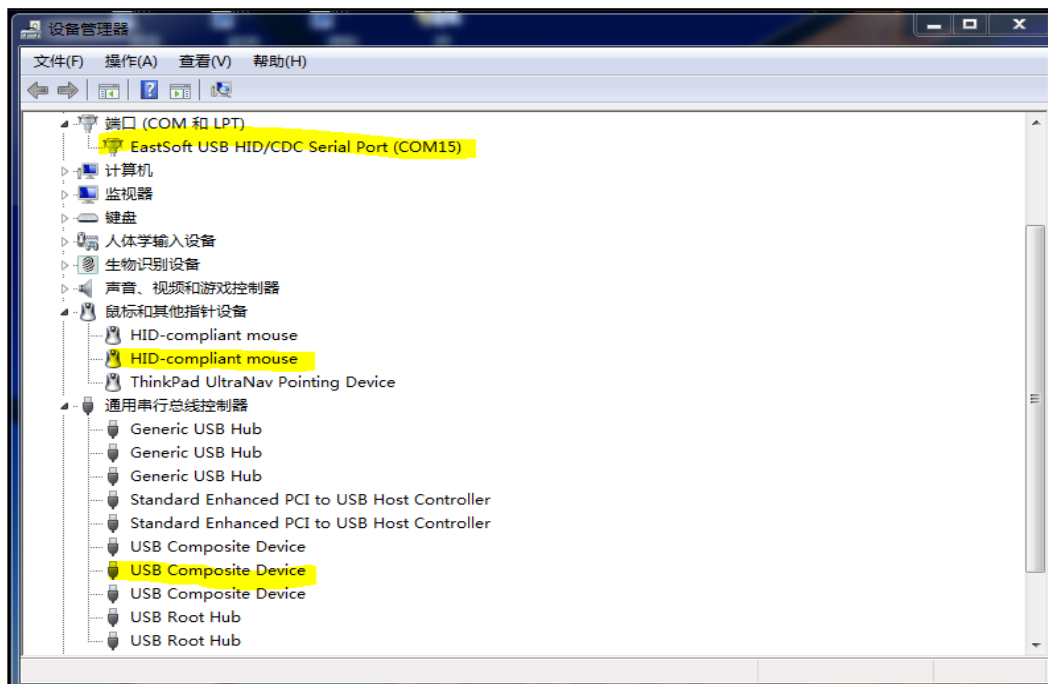 设备管理器
文件(F) 操作(A) 查看(V) 帮助(H)
端口 (COM 和 LPT)
EastSoft USB HID/CDC Serial Port (COM15)
计算机
监视器
键盘
人体学输入设备
生物识别设备
声音、视频和游戏控制器
鼠标和其他指针设备
HID-compliant mouse
HID-compliant mouse
ThinkPad UltraNav Pointing Device
通用串行总线控制器
Generic USB Hub
Generic USB Hub
Generic USB Hub
Standard Enhanced PCI to USB Host Controller
Standard Enhanced PCI to USB Host Controller
USB Composite Device
USB Composite Device
USB Composite Device
USB Root Hub
USB Root Hub